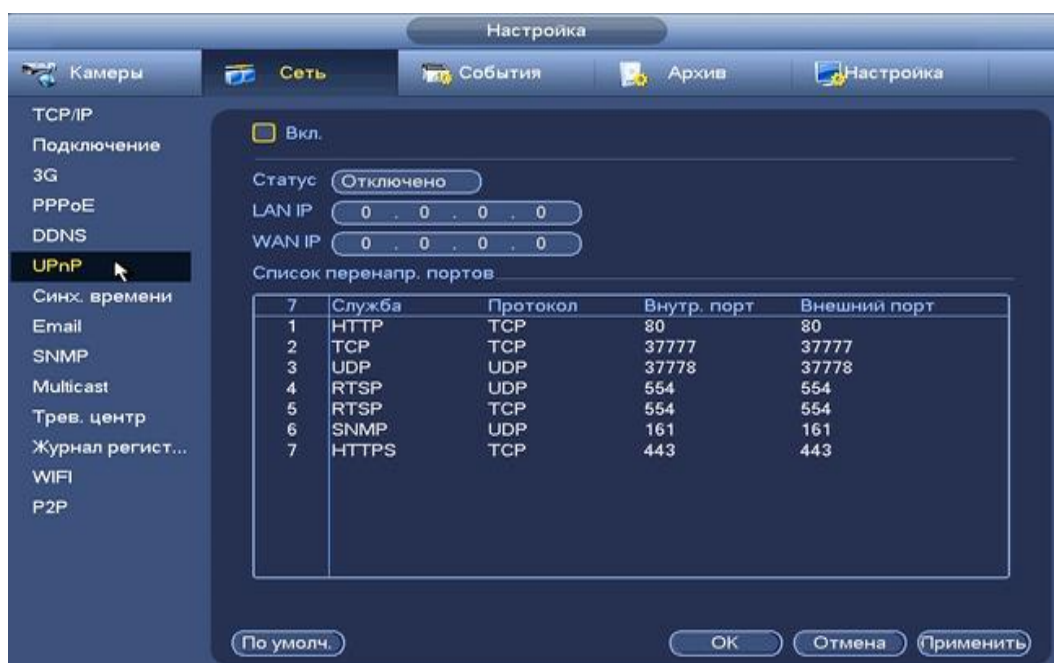 Настройка
Камеры Сеть События Архив Настройка
TCP/IP
Подключение
3G
PPPoE
DDNS
UPnP
Синх. времени
Email
SNMP
Multicast
Трев. центр
Журнал регист...
WIFI
P2P
Вкл.
Статус Отключено
LAN IP 0 . 0 . 0 . 0
WAN IP 0 . 0 . 0 . 0
Список перенапр. портов
7 Служба Протокол Внутр. порт Внешний порт
1 HTTP TCP 80 80
2 TCP TCP 37777 37777
3 UDP UDP 37778 37778
4 RTSP UDP 554 554
5 RTSP TCP 554 554
6 SNMP UDP 161 161
7 HTTPS TCP 443 443
По умолч. OK Отмена Применить